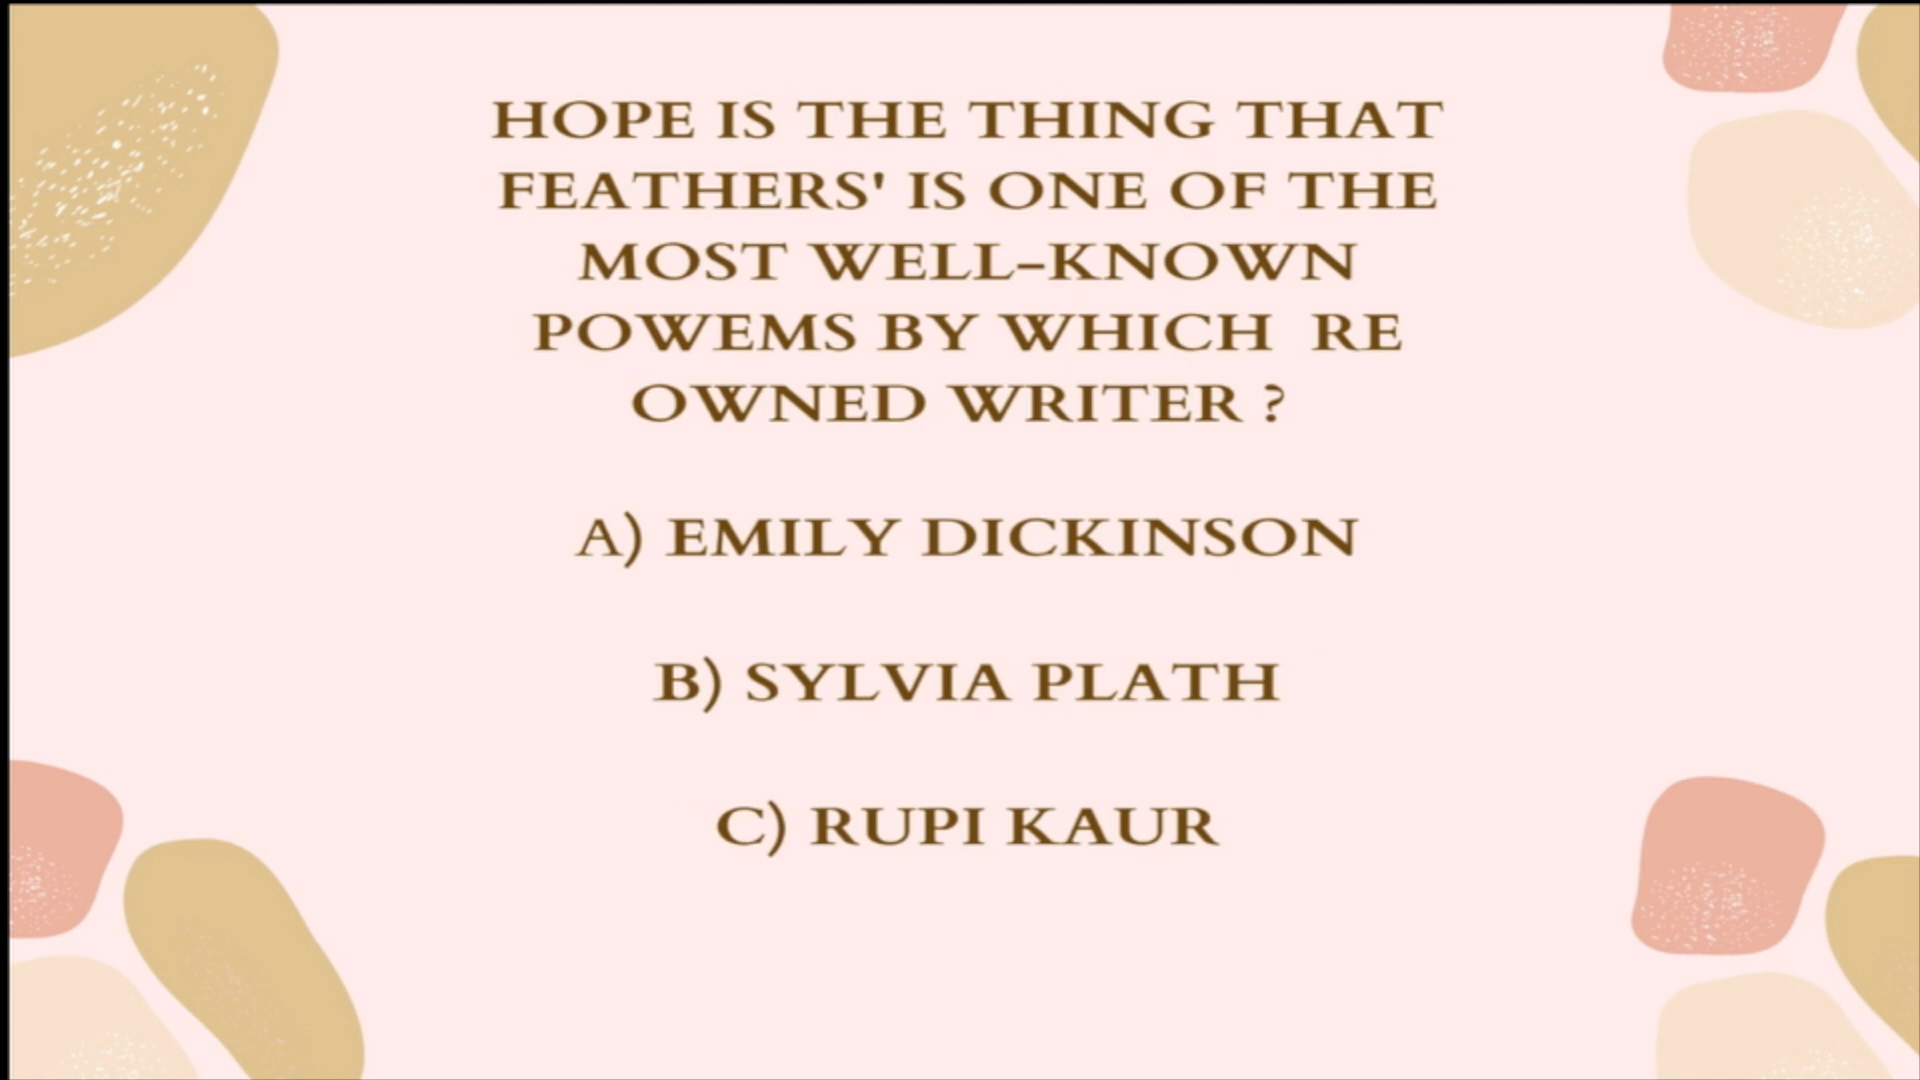 HOPE IS THE THING THAT
FEATHERS' IS ONE OF THE
MOST WELL-KNOWN
POWEMS BY WHICH RE
OWNED WRITER ?
A) EMILY DICKINSON
B) SYLVIA PLATH
C) RUPI KAUR